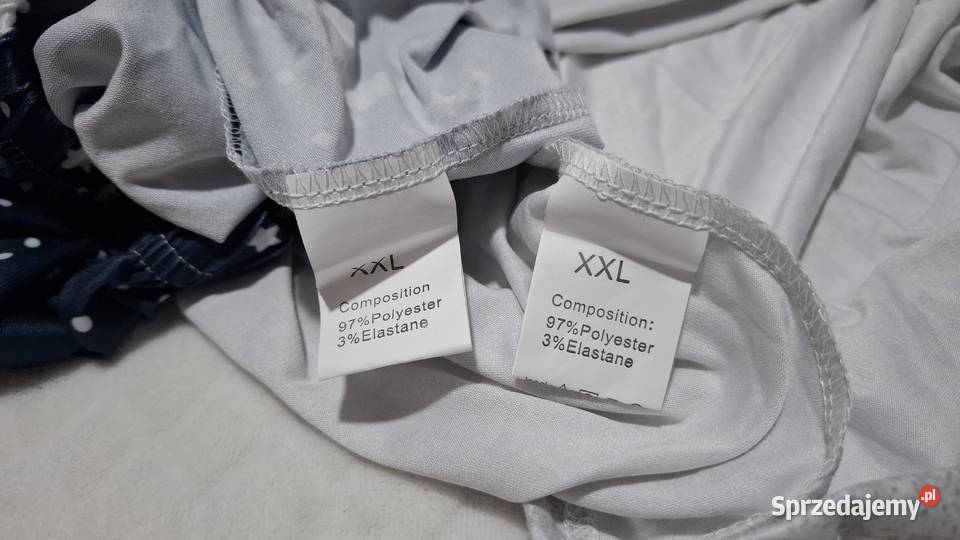 XXL
Composition
97%Polyester
3%Elastane
XXL
Composition:
97%Polyester
3%Elastane
Sprzedajemy.pl